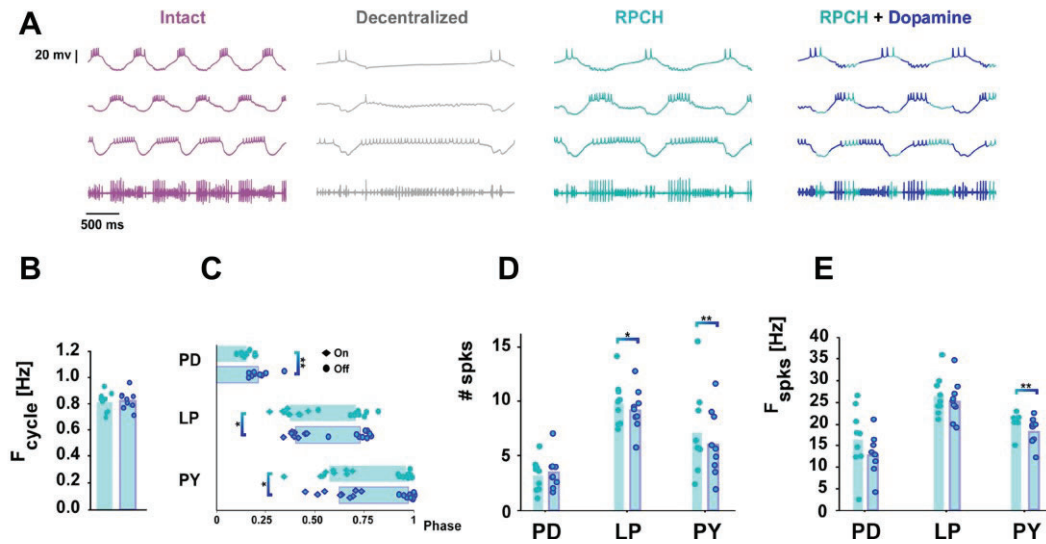 A
Intact
Decentralized
RPCH
RPCH + Dopamine
20 mv
500 ms
B
C
D
E
F cycle [Hz]
1.2
1.0
0.8
0.6
0.4
0.2
0.0
PD
LP
PY
**
*
*
On
Off
0
0.25
0.50
0.75
1
Phase
# spks
15
10
5
0
*
**
PD
LP
PY
F spks [Hz]
40
35
30
25
20
15
10
5
0
**
PD
LP
PY